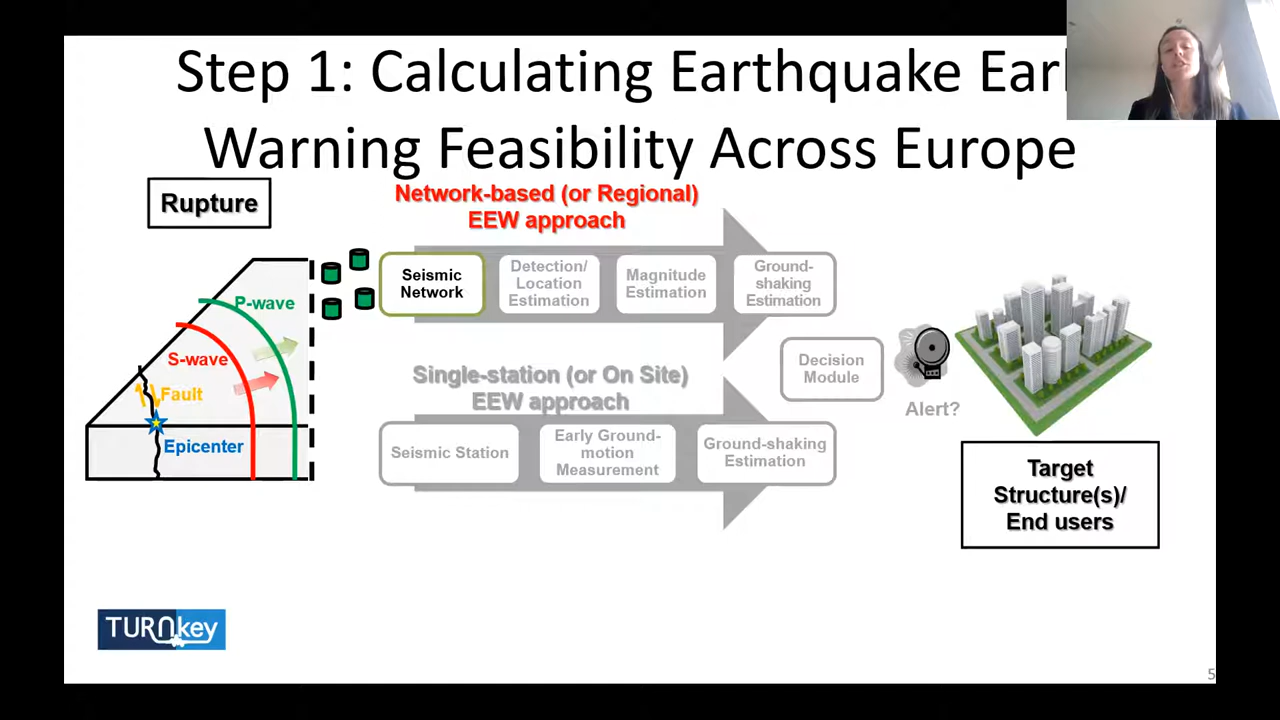 Step 1: Calculating Earthquake Earl
Warning Feasibility Across Europe
Rupture
Network-based (or Regional)
EEW approach
P-wave
S-wave
Fault
Epicenter
Seismic
Network
Detection/
Location
Estimation
Magnitude
Estimation
Ground-
shaking
Estimation
Single-station (or On Site)
EEW approach
Decision
Module
Alert?
Seismic Station
Early Ground-
motion
Measurement
Ground-shaking
Estimation
Target
Structure(s)/
End users
TURNkey
5